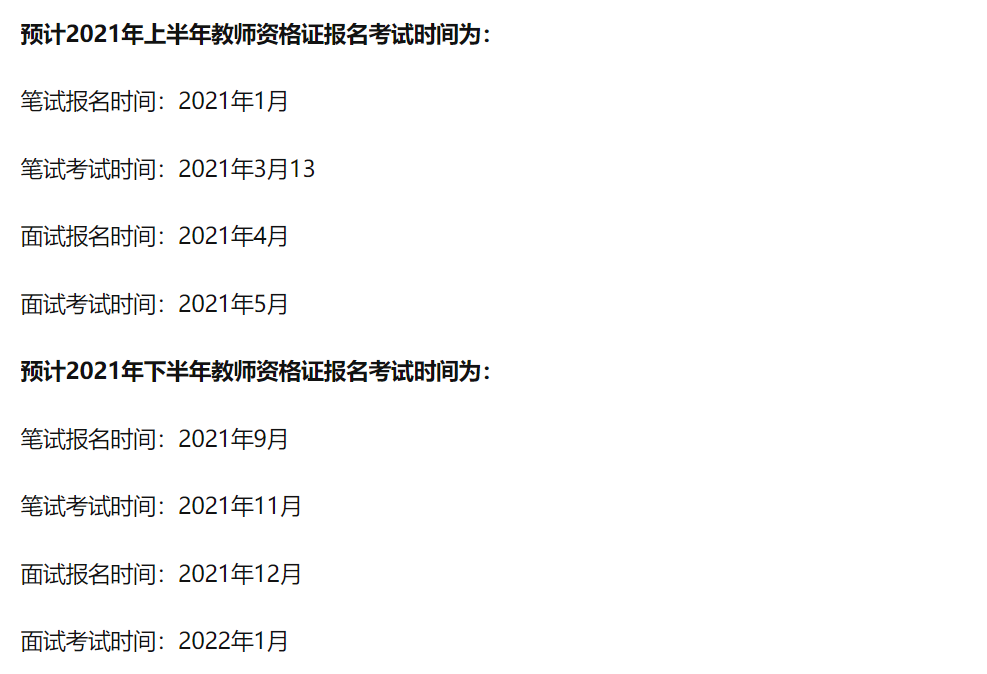 预计2021年上半年教师资格证报名考试时间为：
笔试报名时间：2021年1月
笔试考试时间：2021年3月13
面试报名时间：2021年4月
面试考试时间：2021年5月
预计2021年下半年教师资格证报名考试时间为：
笔试报名时间：2021年9月
笔试考试时间：2021年11月
面试报名时间：2021年12月
面试考试时间：2022年1月